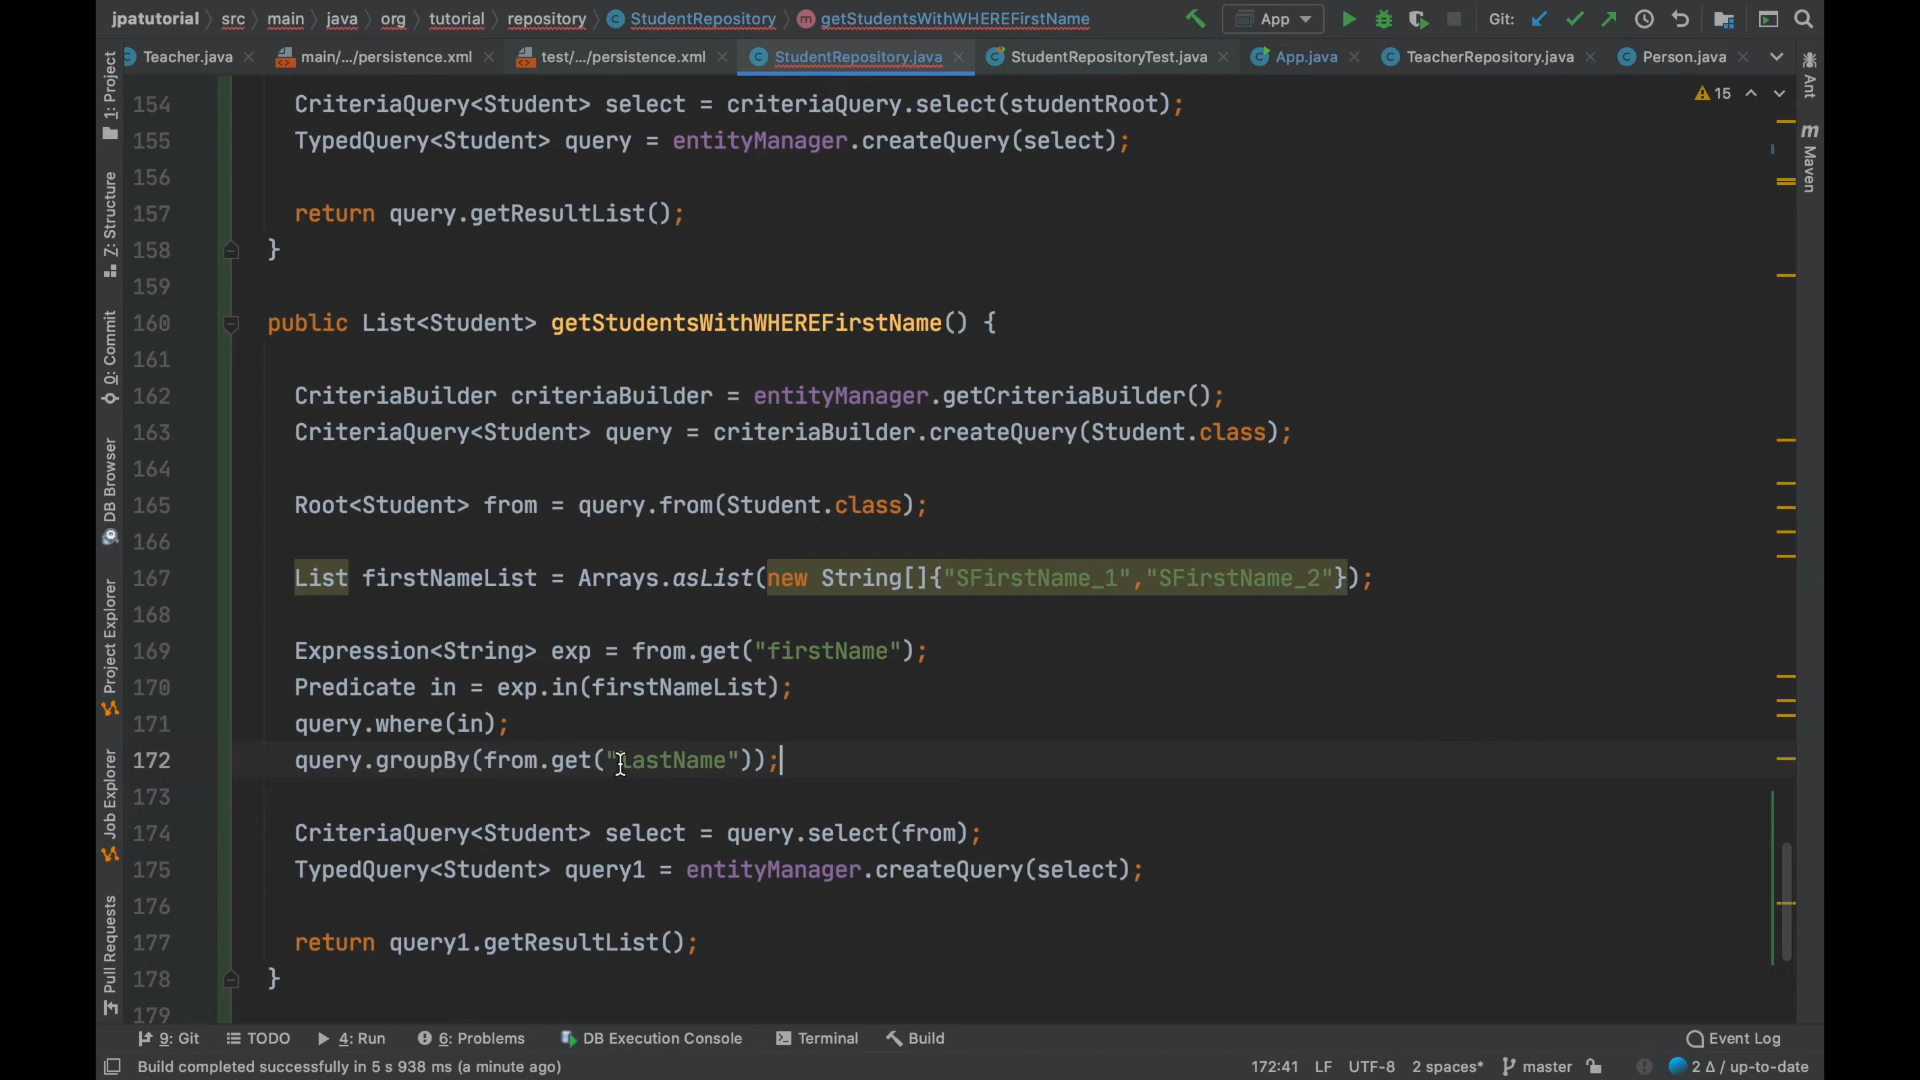 jpatutorial src main java org tutorial repository StudentRepository getStudentsWithWHEREFirstName App Git:
Teacher.java main/.../persistence.xml test/.../persistence.xml StudentRepository.java StudentRepositoryTest.java App.java TeacherRepository.java Person.java
15
154 CriteriaQuery<Student> select = criteriaQuery.select(studentRoot);
155 TypedQuery<Student> query = entityManager.createQuery(select);
156
157 return query.getResultList();
158 }
159
160 public List<Student> getStudentsWithWHEREFirstName() {
161
162 CriteriaBuilder criteriaBuilder = entityManager.getCriteriaBuilder();
163 CriteriaQuery<Student> query = criteriaBuilder.createQuery(Student.class);
164
165 Root<Student> from = query.from(Student.class);
166
167 List firstNameList = Arrays.asList(new String[]{"SFirstName_1","SFirstName_2"});
168
169 Expression<String> exp = from.get("firstName");
170 Predicate in = exp.in(firstNameList);
171 query.where(in);
172 query.groupBy(from.get("lastName"));
173
174 CriteriaQuery<Student> select = query.select(from);
175 TypedQuery<Student> query1 = entityManager.createQuery(select);
176
177 return query1.getResultList();
178 }
179
1: Project
7: Structure
0: Commit
DB Browser
Project Explorer
Job Explorer
Pull Requests
Ant
m Maven
9: Git TODO 4: Run 6: Problems DB Execution Console Terminal Build Event Log
Build completed successfully in 5 s 938 ms (a minute ago) 172:41 LF UTF-8 2 spaces* master 2 Δ / up-to-date